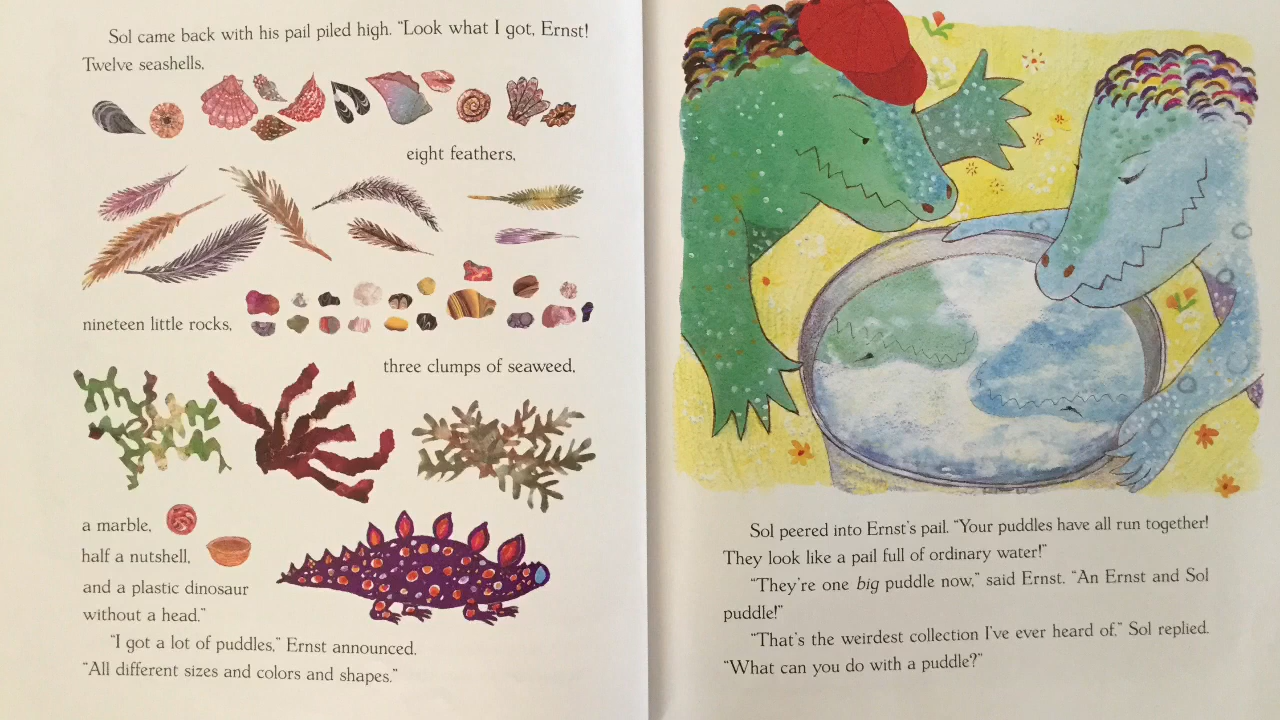 Sol came back with his pail piled high. “Look what I got, Ernst!
Twelve seashells,
eight feathers,
nineteen little rocks,
three clumps of seaweed,
a marble,
half a nutshell,
and a plastic dinosaur
without a head.”
“I got a lot of puddles,” Ernst announced.
“All different sizes and colors and shapes.”
Sol peered into Ernst’s pail. “Your puddles have all run together!
They look like a pail full of ordinary water!”
“They’re one big puddle now,” said Ernst. “An Ernst and Sol
puddle!”
“That’s the weirdest collection I’ve ever heard of,” Sol replied.
“What can you do with a puddle?”